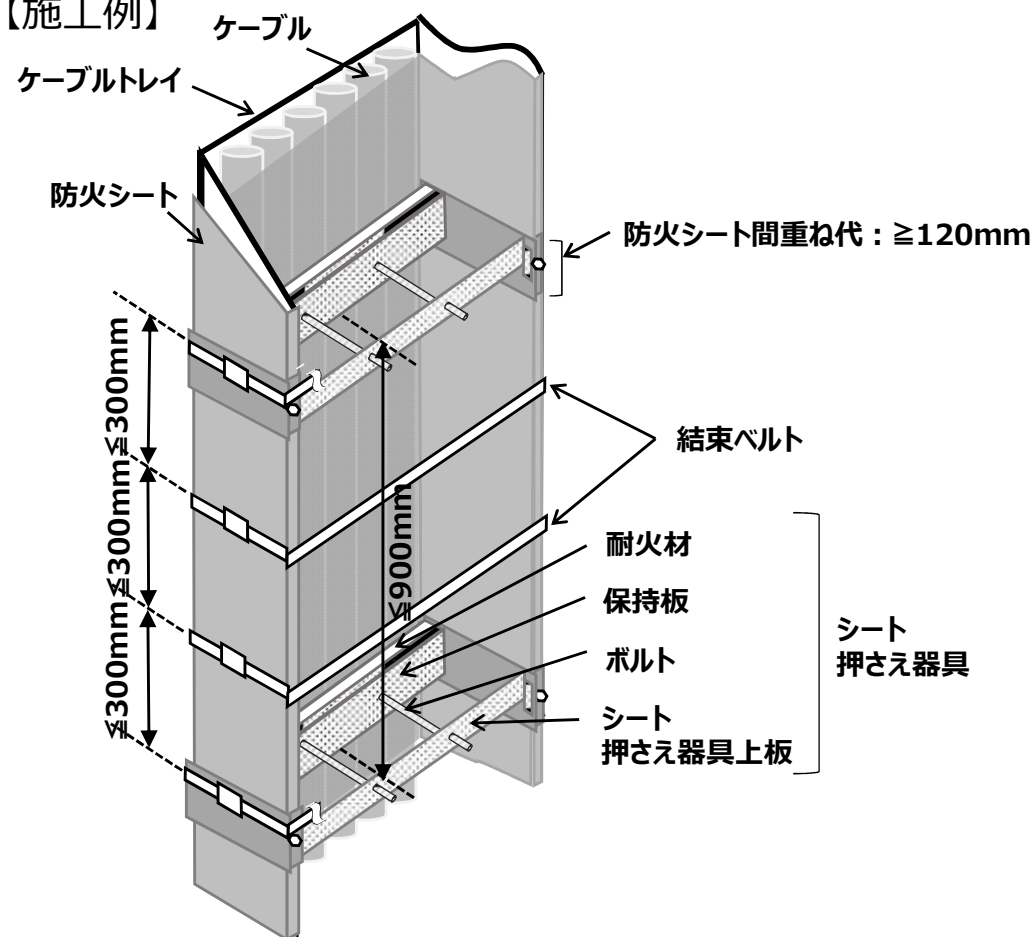 【施工例】
ケーブル
ケーブルトレイ
防火シート
防火シート間重ね代：≧120mm
≦300mm
≦300mm
≦300mm
≦900mm
結束ベルト
耐火材
保持板
ボルト
シート
押さえ器具上板
シート
押さえ器具